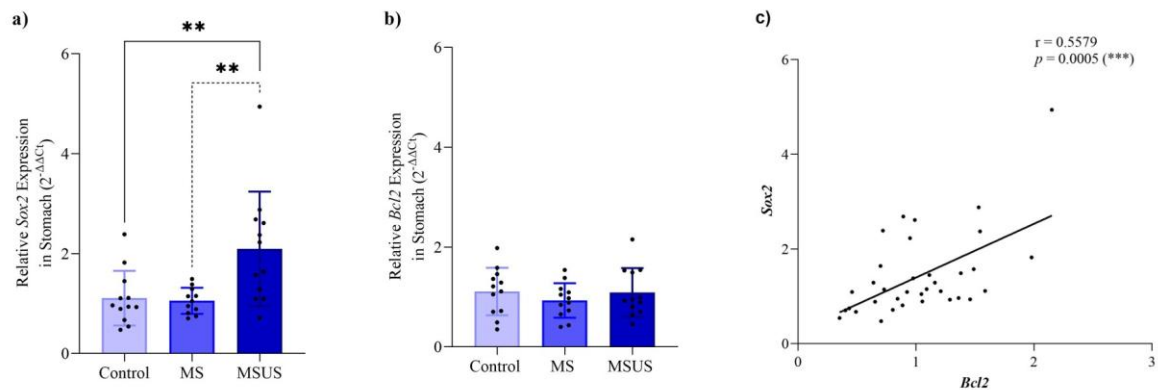 a)
**
**
6
4
2
0
Relative Sox2 Expression
in Stomach (2-ΔΔCt)
Control MS MSUS
b)
6
4
2
0
Relative Bcl2 Expression
in Stomach (2-ΔΔCt)
Control MS MSUS
c)
r = 0.5579
p = 0.0005 (***)
6
4
2
0
Sox2
0 1 2 3
Bcl2